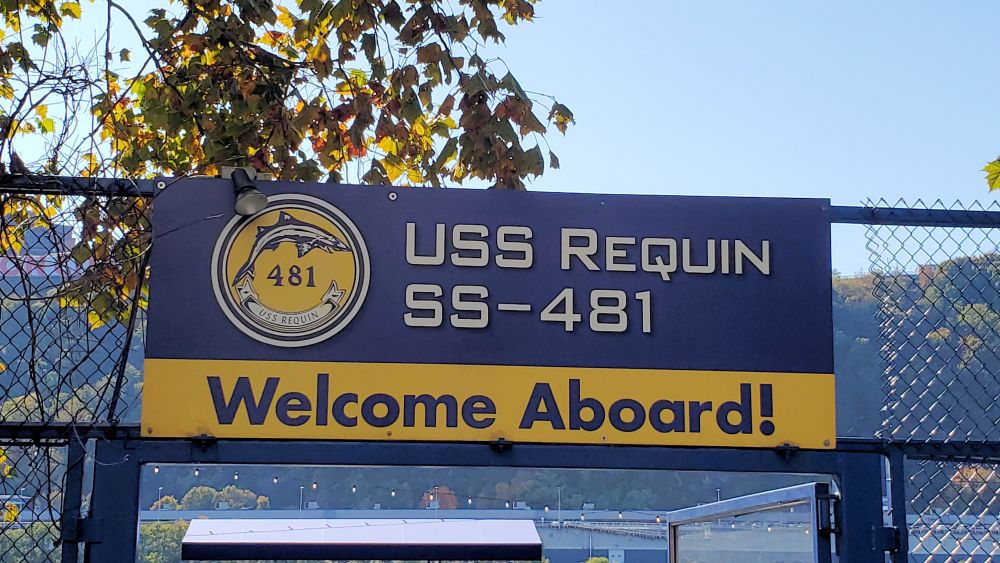 USS REQUIN
SS-481
481
USS REQUIN
Welcome Aboard!